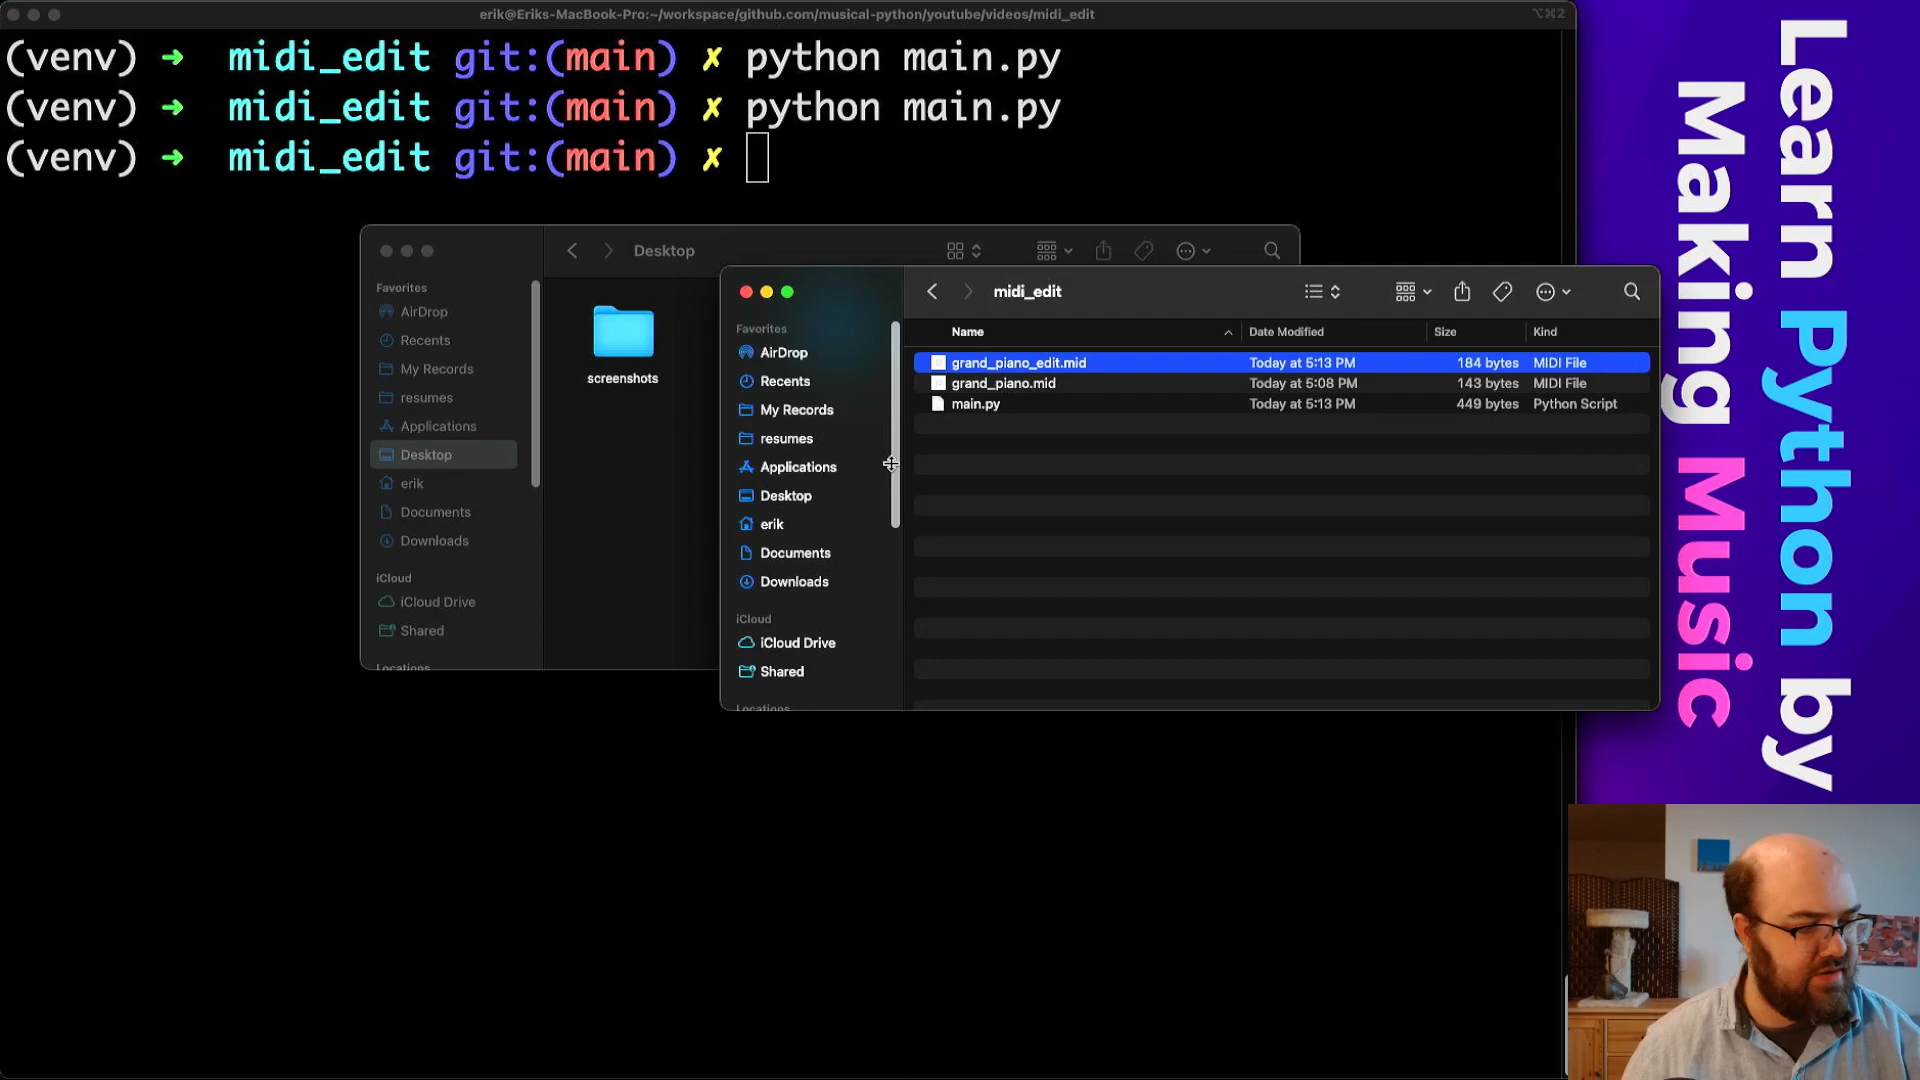 erik@Eriks-MacBook-Pro:~/workspace/github.com/musical-python/youtube/videos/midi_edit
⌥⌘2
(venv) ➜ midi_edit git:(main) ✗ python main.py
(venv) ➜ midi_edit git:(main) ✗ python main.py
(venv) ➜ midi_edit git:(main) ✗
Desktop
Favorites
AirDrop
Recents
My Records
resumes
Applications
Desktop
erik
Documents
Downloads
iCloud
iCloud Drive
Shared
Locations
screenshots
midi_edit
Favorites
AirDrop
Recents
My Records
resumes
Applications
Desktop
erik
Documents
Downloads
iCloud
iCloud Drive
Shared
Locations
Name Date Modified Size Kind
grand_piano_edit.mid Today at 5:13 PM 184 bytes MIDI File
grand_piano.mid Today at 5:08 PM 143 bytes MIDI File
main.py Today at 5:13 PM 449 bytes Python Script
Learn Python by
Making Music